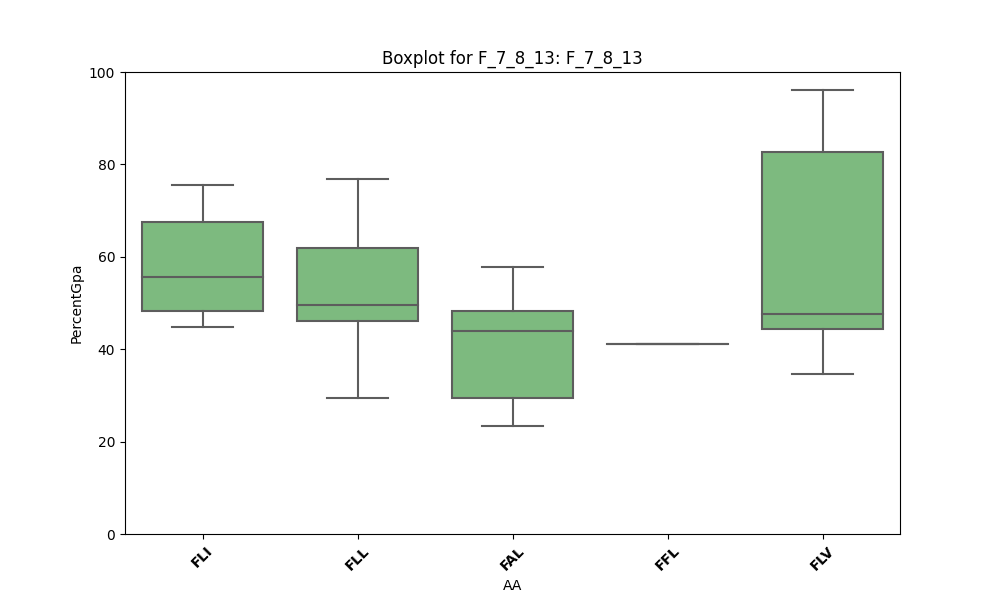 Boxplot for F_7_8_13: F_7_8_13
100
80
60
40
20
0
PercentGpa
FLI
FLL
FAL
FFL
FLV
AA